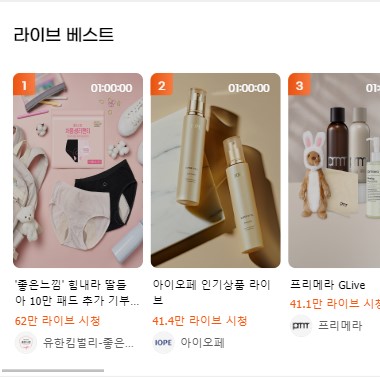 라이브 베스트
1
01:00:00
2
01:00:00
3
01:
'좋은느낌' 힘내라 딸들
아 10만 패드 추가 기부...
62만 라이브 시청
유한킴벌리-좋은...
아이오페 인기상품 라이
브
41.4만 라이브 시청
IOPE
아이오페
프리메라 GLive
41.1만 라이브 시청
프리메라